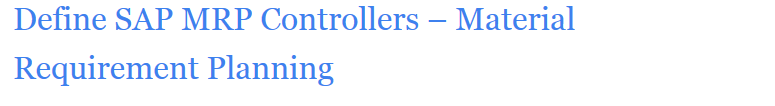 Define SAP MRP Controllers – Material
Requirement Planning